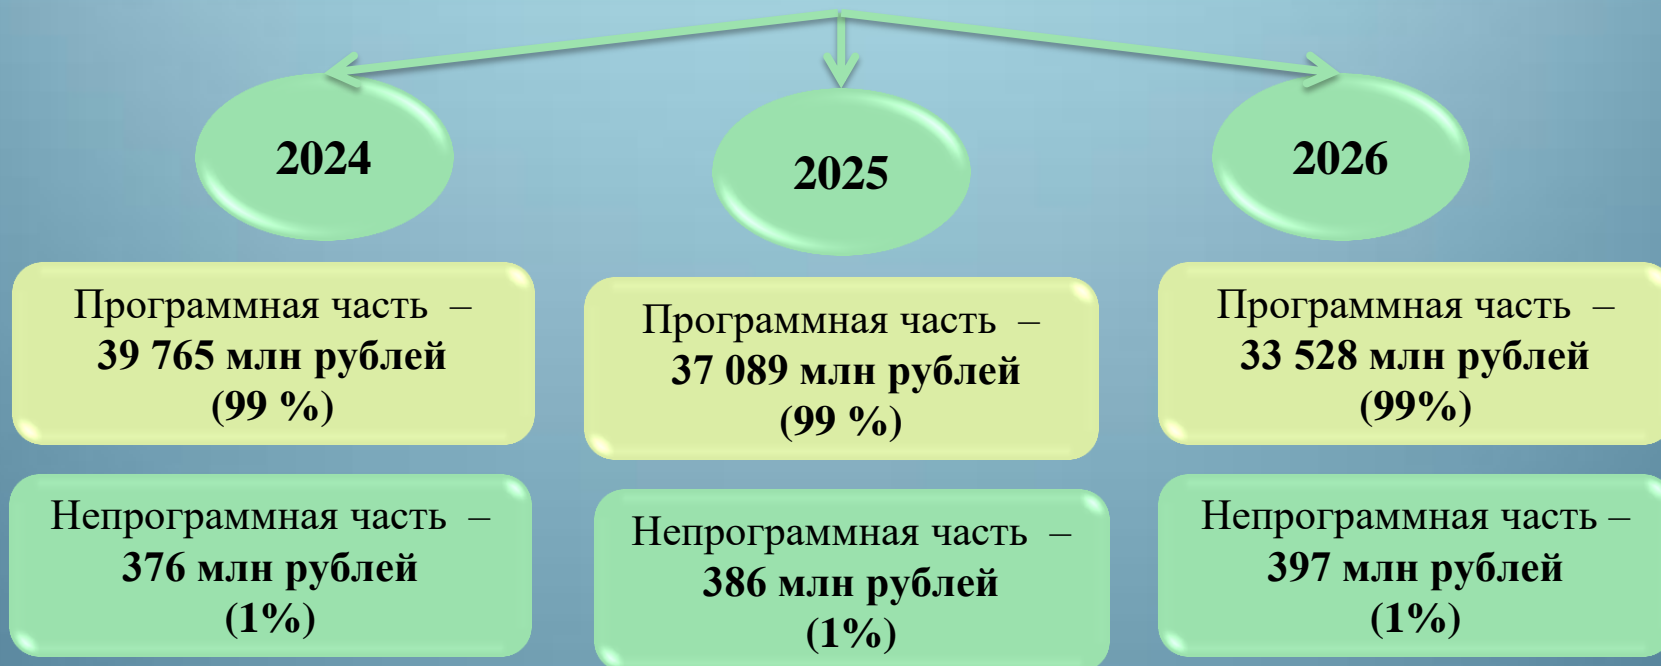 2024
Программная часть –
39 765 млн рублей
(99 %)
Непрограммная часть –
376 млн рублей
(1%)
2025
Программная часть –
37 089 млн рублей
(99 %)
Непрограммная часть –
386 млн рублей
(1%)
2026
Программная часть –
33 528 млн рублей
(99%)
Непрограммная часть –
397 млн рублей
(1%)